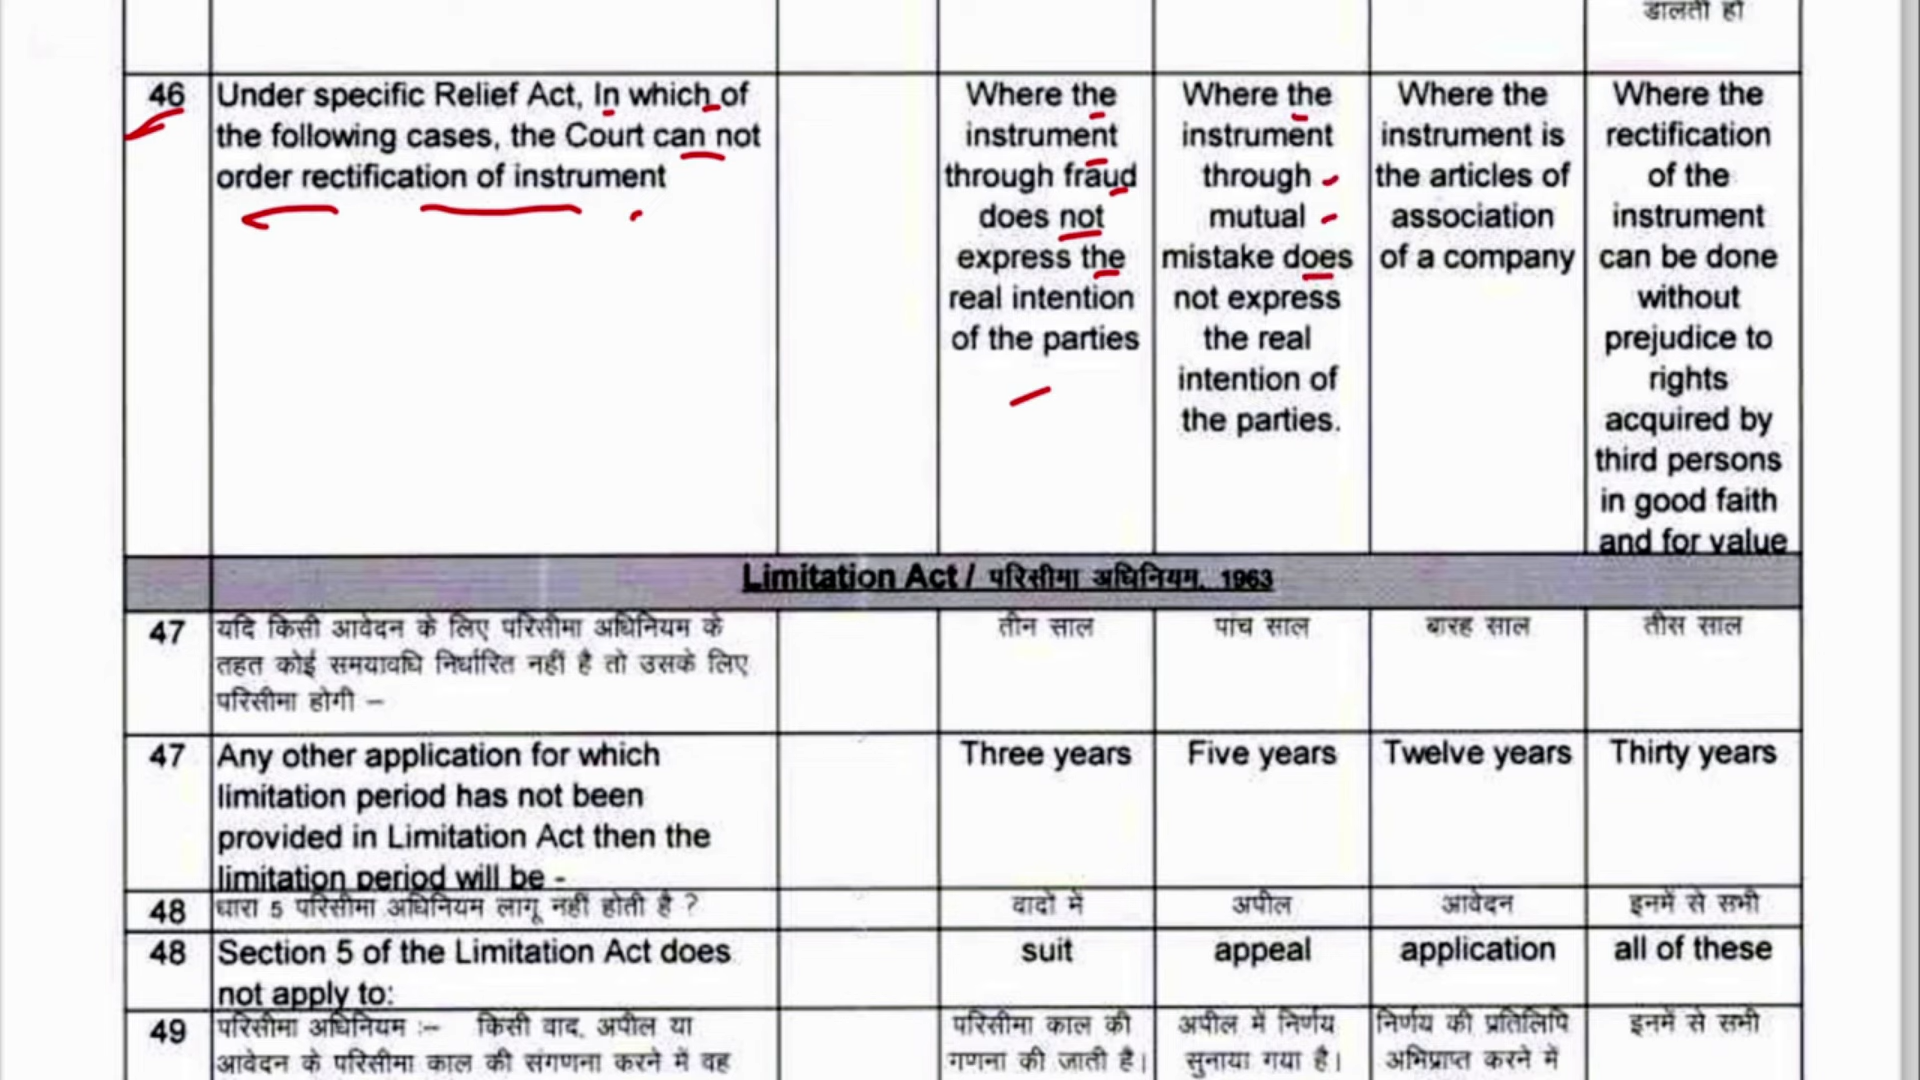 डालती हो
46
Under specific Relief Act, In which of
the following cases, the Court can not
order rectification of instrument
Where the
instrument
through fraud
does not
express the
real intention
of the parties
Where the
instrument
through
mutual
mistake does
not express
the real
intention of
the parties.
Where the
instrument is
the articles of
association
of a company
Where the
rectification
of the
instrument
can be done
without
prejudice to
rights
acquired by
third persons
in good faith
and for value
Limitation Act / परिसीमा अधिनियम, 1963
47
यदि किसी आवेदन के लिए परिसीमा अधिनियम के
तहत कोई समयावधि निर्धारित नहीं है तो उसके लिए
परिसीमा होगी –
तीन साल
पांच साल
बारह साल
तीस साल
47
Any other application for which
limitation period has not been
provided in Limitation Act then the
limitation period will be -
Three years
Five years
Twelve years
Thirty years
48
धारा 5 परिसीमा अधिनियम लागू नहीं होती है ?
वादो में
अपील
आवेदन
इनमें से सभी
48
Section 5 of the Limitation Act does
not apply to:
suit
appeal
application
all of these
49
परिसीमा अधिनियम :– किसी वाद, अपील या
आवेदन के परिसीमा काल की संगणना करने में वह
परिसीमा काल की
गणना की जाती है।
अपील में निर्णय
सुनाया गया है।
निर्णय की प्रतिलिपि
अभिप्राप्त करने में
इनमें से सभी